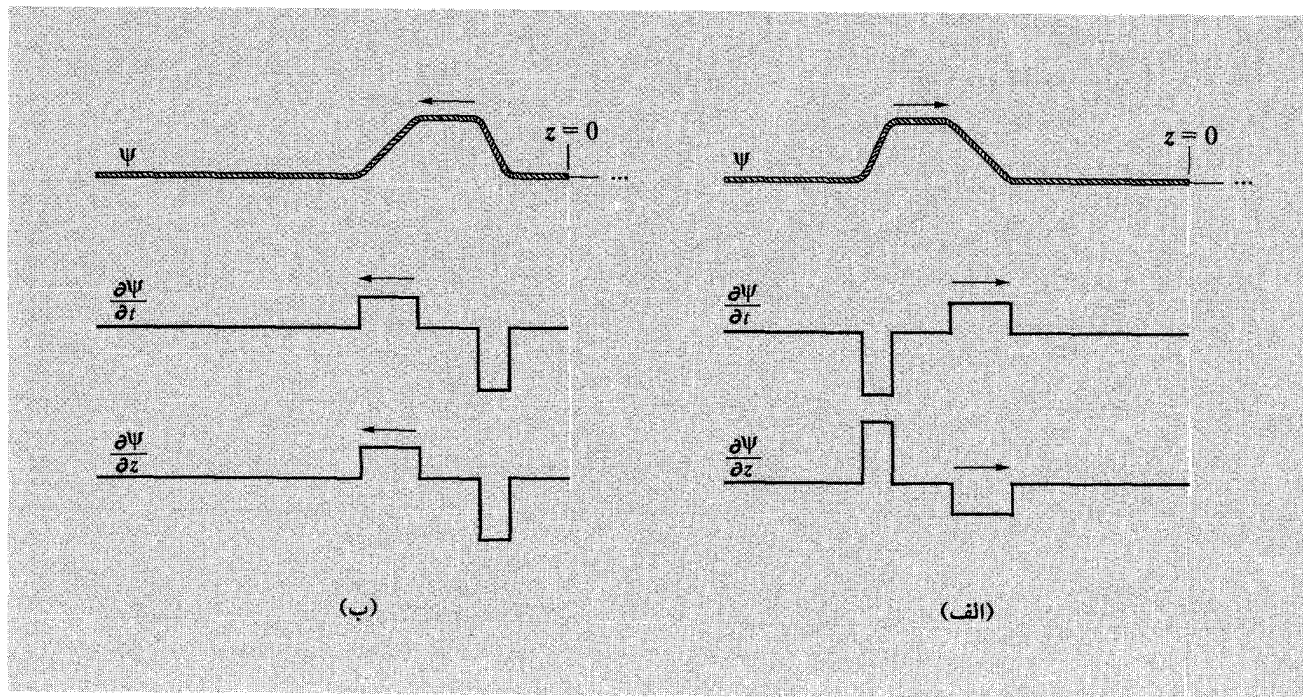 z = 0
ψ
...
∂ψ/∂t
∂ψ/∂z
(الف)
z = 0
ψ
...
∂ψ/∂t
∂ψ/∂z
(ب)